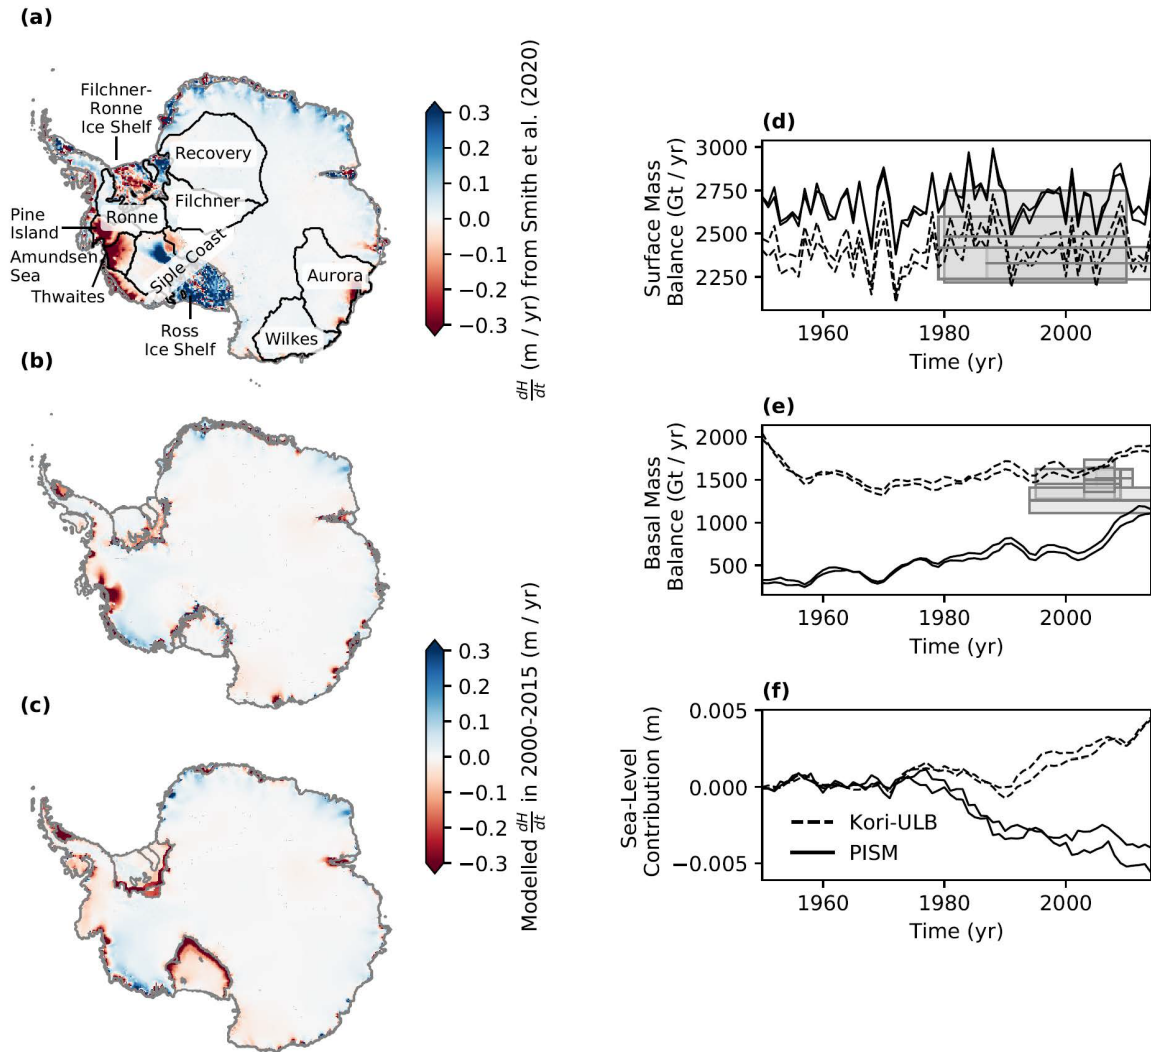 (a)
Filchner-
Ronne
Ice Shelf
Recovery
Filchner
Ronne
Pine
Island
Amundsen
Sea
Thwaites
Siple Coast
Ross
Ice Shelf
Aurora
Wilkes
0.3
0.2
0.1
0.0
−0.1
−0.2
−0.3
dH/dt (m / yr) from Smith et al. (2020)
(b)
(c)
0.3
0.2
0.1
0.0
−0.1
−0.2
−0.3
Modelled dH/dt in 2000-2015 (m / yr)
(d)
Surface Mass
Balance (Gt / yr)
3000
2750
2500
2250
1960 1980 2000
Time (yr)
(e)
Basal Mass
Balance (Gt / yr)
2000
1500
1000
500
1960 1980 2000
Time (yr)
(f)
Sea-Level
Contribution (m)
0.005
0.000
−0.005
Kori-ULB
PISM
1960 1980 2000
Time (yr)